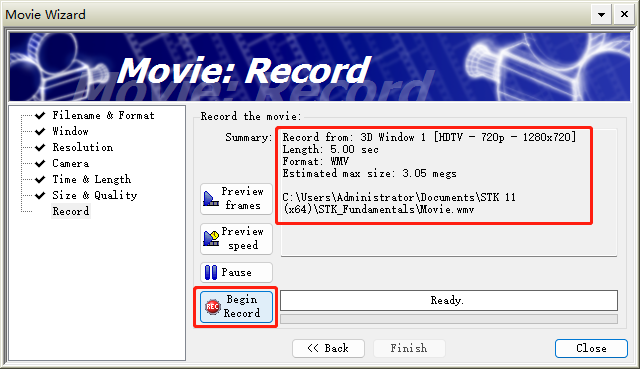 Movie Wizard
Movie: Record
Filename & Format
Window
Resolution
Camera
Time & Length
Size & Quality
Record
Record the movie:
Summary:
Record from: 3D Window 1 [HDTV - 720p - 1280x720]
Length: 5.00 sec
Format: WMV
Estimated max size: 3.05 megs
C:\Users\Administrator\Documents\STK 11
(x64)\STK_Fundamentals\Movie.wmv
Preview
frames
Preview
speed
Pause
REC
Begin
Record
Ready.
<< Back
Finish
Close